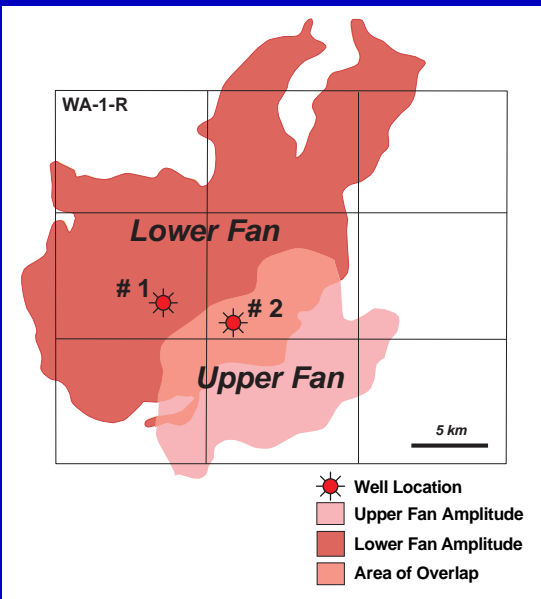 WA-1-R
Lower Fan
# 1
# 2
Upper Fan
5 km
Well Location
Upper Fan Amplitude
Lower Fan Amplitude
Area of Overlap